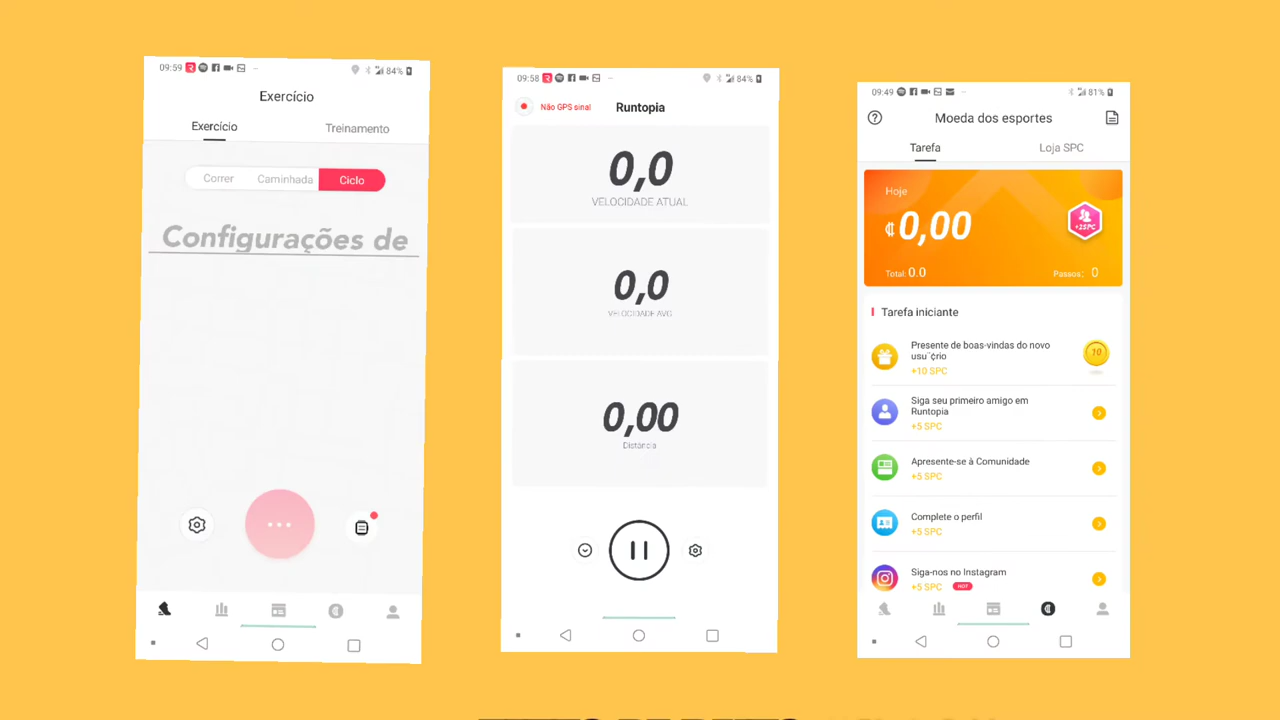 09:59
84%
Exercício
Exercício
Treinamento
Correr
Caminhada
Ciclo
Configurações de
09:58
84%
Não GPS sinal
Runtopia
0,0
VELOCIDADE ATUAL
0,0
VELOCIDADE AVG
0,00
Distância
09:49
81%
Moeda dos esportes
Tarefa
Loja SPC
Hoje
₵0,00
+25PC
Total: 0.0
Passos: 0
Tarefa iniciante
Presente de boas-vindas do novo
usu¨¢rio
+10 SPC
10
Siga seu primeiro amigo em
Runtopia
+5 SPC
Apresente-se à Comunidade
+5 SPC
Complete o perfil
+5 SPC
Siga-nos no Instagram
+5 SPC
HOT